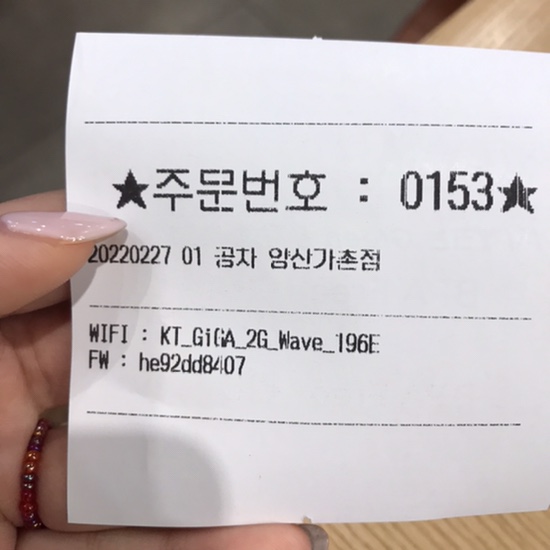 ★주문번호 : 0153★
20220227 01 공차 양산가촌점
WIFI : KT_GiGA_2G_Wave_196E
PW : he92dd8407